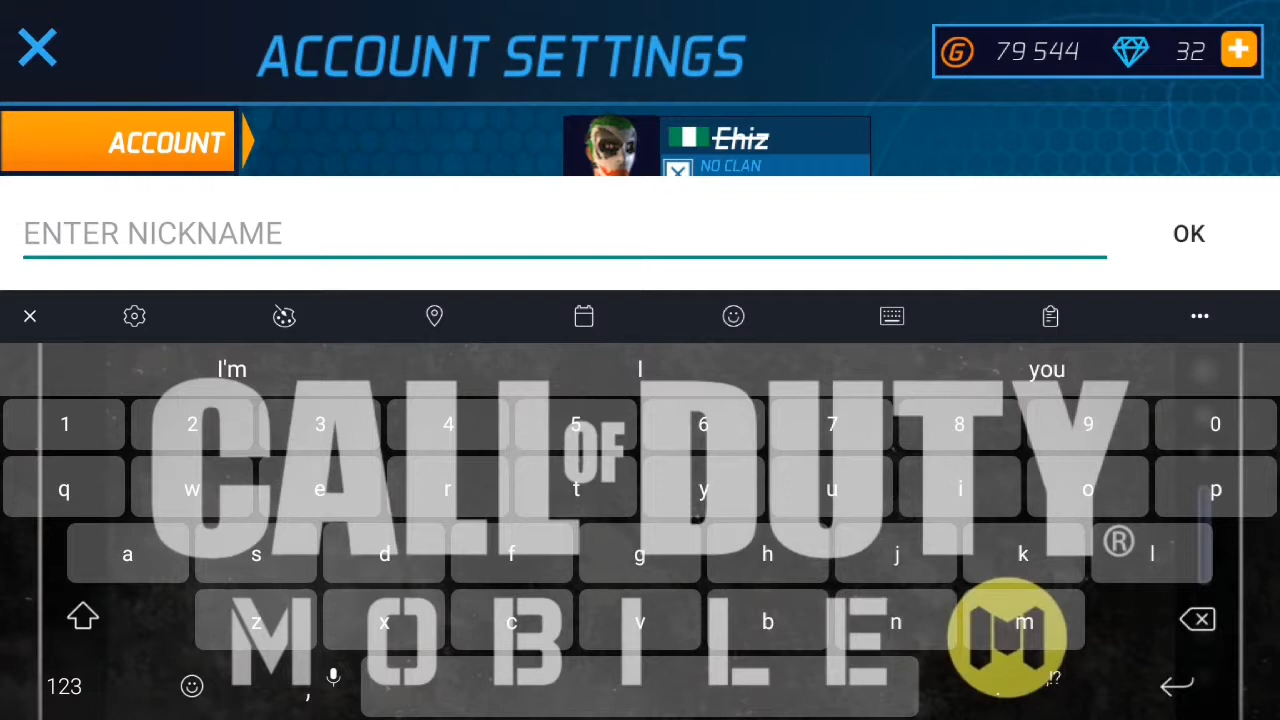 ACCOUNT SETTINGS
G 79 544 32 +
ACCOUNT
Ehiz
NO CLAN
ENTER NICKNAME
OK
I'm I you
1 2 3 4 5 6 7 8 9 0
q w e r t y u i o p
a s d f g h j k l
z x c v b n m
123 , . ,!?
CALL OF DUTY®
MOBILE